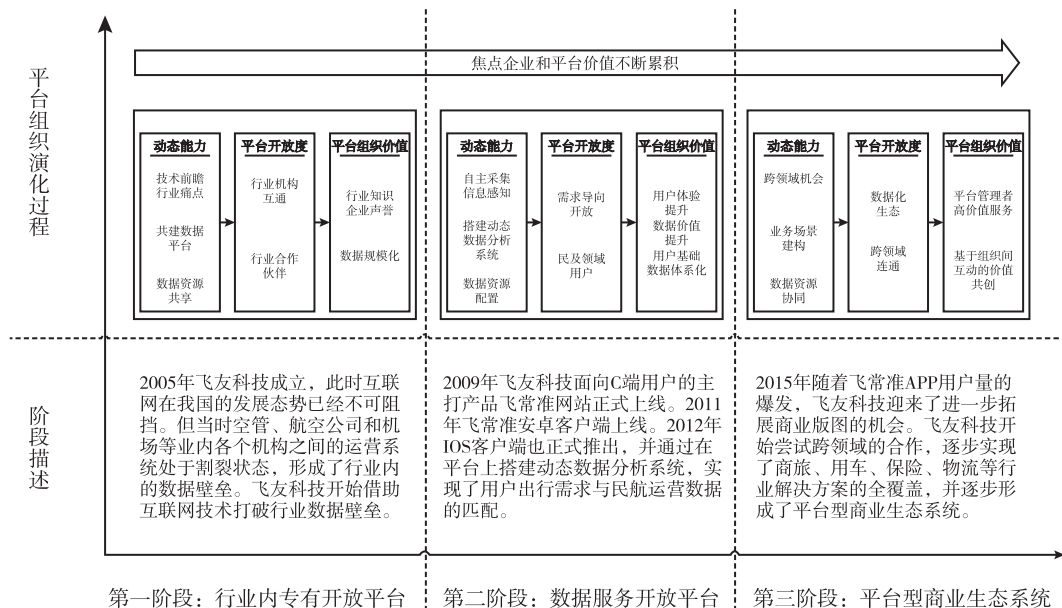 平台组织演化过程
焦点企业和平台价值不断累积
动态能力
技术前瞻
行业痛点
共建数据
平台
数据资源
共享
平台开放度
行业机构
互通
行业合作
伙伴
平台组织价值
行业知识
企业声誉
数据规模化
动态能力
自主采集
信息感知
搭建动态
数据分析
系统
数据资源
配置
平台开放度
需求导向
开放
民及领域
用户
平台组织价值
用户体验
提升
数据价值
提升
用户基础
数据体系化
动态能力
跨领域机会
业务场景
建构
数据资源
协同
平台开放度
数据化
生态
跨领域
连通
平台组织价值
平台管理者
高价值服务
基于组织间
互动的价值
共创
阶段描述
2005年飞友科技成立，此时互联
网在我国的发展态势已经不可阻
挡。但当时空管、航空公司和机
场等业内各个机构之间的运营系
统处于割裂状态，形成了行业内
的数据壁垒。飞友科技开始借助
互联网技术打破行业数据壁垒。
2009年飞友科技面向C端用户的主
打产品飞常准网站正式上线。2011
年飞常准安卓客户端上线。2012年
IOS客户端也正式推出，并通过在
平台上搭建动态数据分析系统，实
现了用户出行需求与民航运营数据
的匹配。
2015年随着飞常准APP用户量的
爆发，飞友科技迎来了进一步拓
展商业版图的机会。飞友科技开
始尝试跨领域的合作，逐步实现
了商旅、用车、保险、物流等行
业解决方案的全覆盖，并逐步形
成了平台型商业生态系统。
第一阶段：行业内专有开放平台
第二阶段：数据服务开放平台
第三阶段：平台型商业生态系统